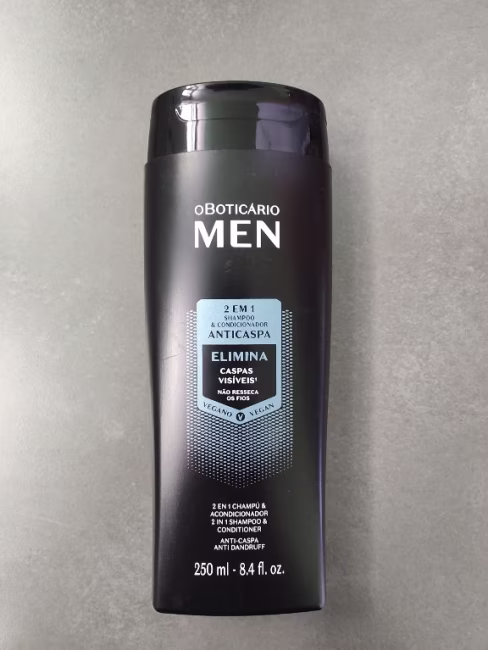 oBOTICÁRIO
MEN
2 EM 1
SHAMPOO
& CONDICIONADOR
ANTICASPA
ELIMINA
CASPAS
VISÍVEIS¹
NÃO RESSECA
OS FIOS
VEGANO V VEGAN
2 EN 1 CHAMPÚ &
ACONDICIONADOR
2 IN 1 SHAMPOO &
CONDITIONER
ANTI-CASPA
ANTI DANDRUFF
250 ml - 8.4 fl. oz.